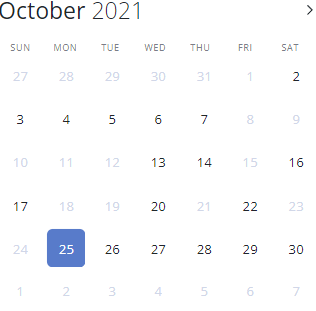 October 2021
SUN MON TUE WED THU FRI SAT
27 28 29 30 31 1 2
3 4 5 6 7 8 9
10 11 12 13 14 15 16
17 18 19 20 21 22 23
24 25 26 27 28 29 30
1 2 3 4 5 6 7